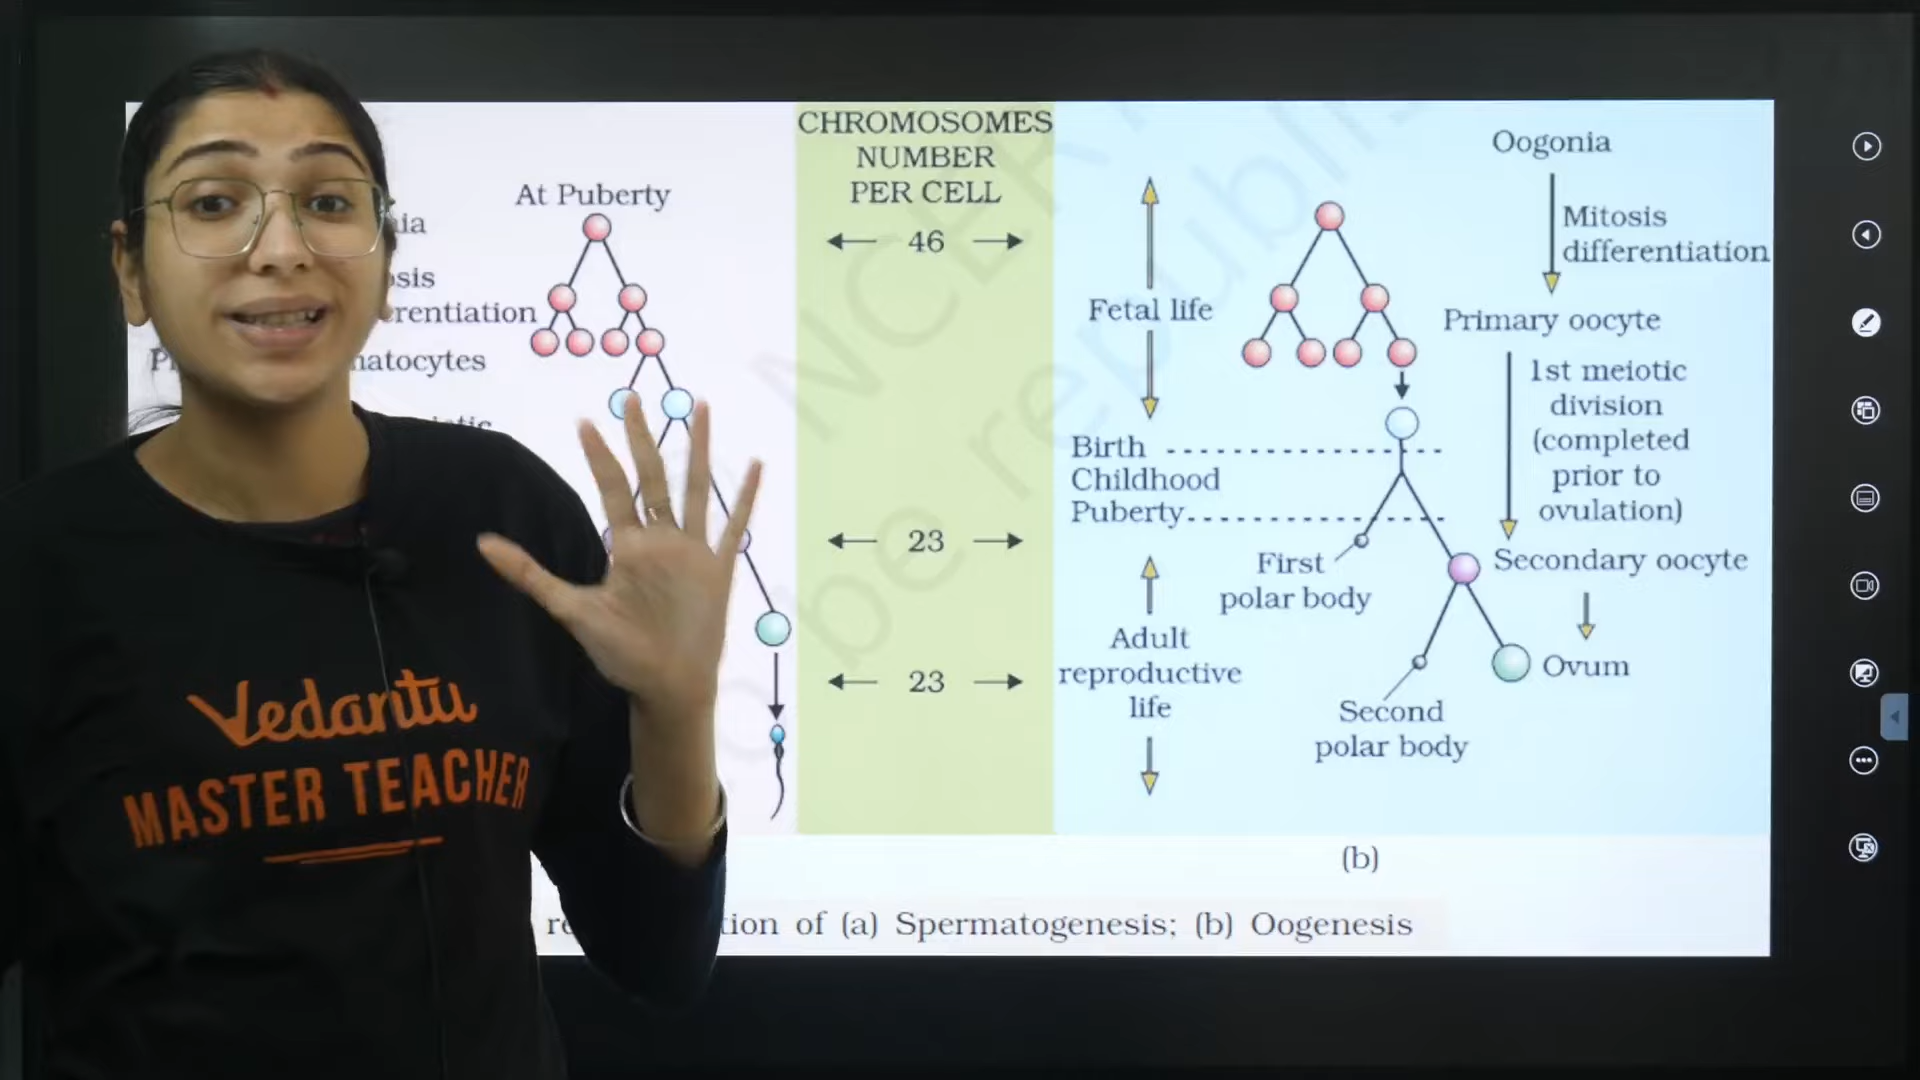 At Puberty
erentiation
natocytes
CHROMOSOMES
NUMBER
PER CELL
46
23
23
Fetal life
Birth
Childhood
Puberty
Adult
reproductive
life
Oogonia
Mitosis
differentiation
Primary oocyte
1st meiotic
division
(completed
prior to
ovulation)
First
polar body
Secondary oocyte
Ovum
Second
polar body
(b)
tion of (a) Spermatogenesis; (b) Oogenesis
Vedantu
MASTER TEACHER